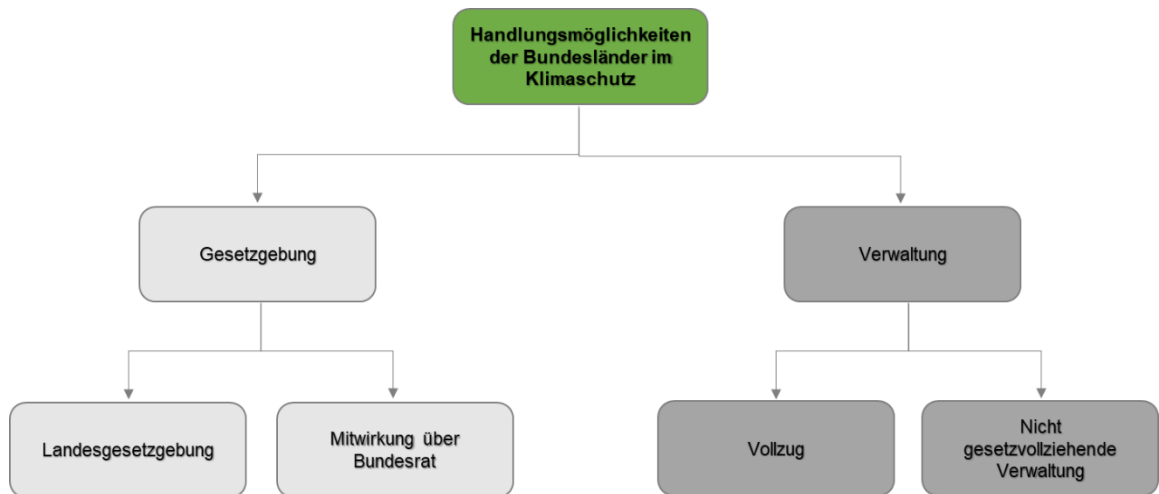 Handlungsmöglichkeiten
der Bundesländer im
Klimaschutz
Gesetzgebung
Verwaltung
Landesgesetzgebung
Mitwirkung über
Bundesrat
Vollzug
Nicht
gesetzvollziehende
Verwaltung